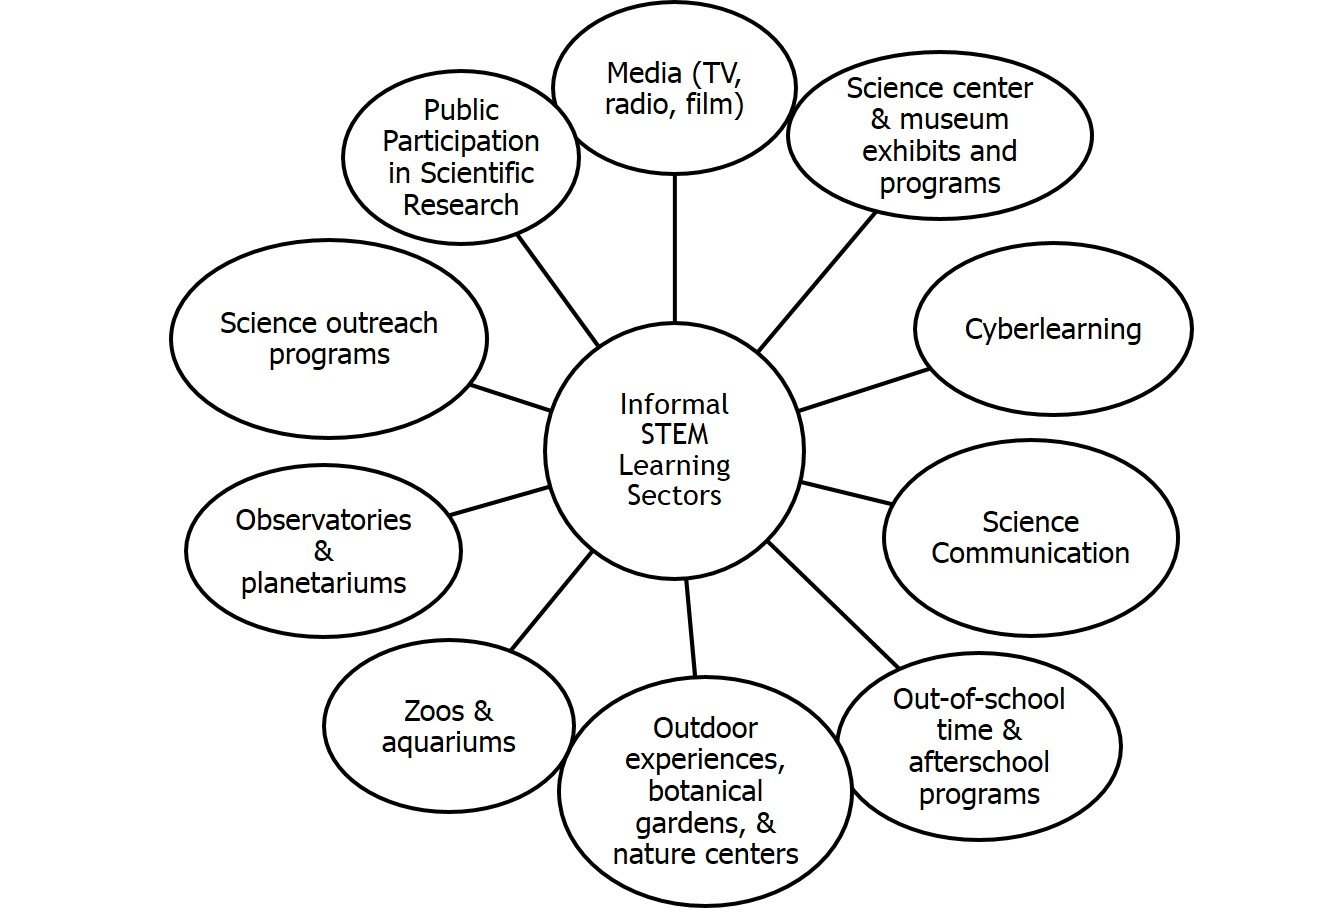 Media (TV,
radio, film)
Science center
& museum
exhibits and
programs
Public
Participation
in Scientific
Research
Science outreach
programs
Cyberlearning
Informal
STEM
Learning
Sectors
Observatories
&
planetariums
Science
Communication
Zoos &
aquariums
Outdoor
experiences,
botanical
gardens, &
nature centers
Out-of-school
time &
afterschool
programs